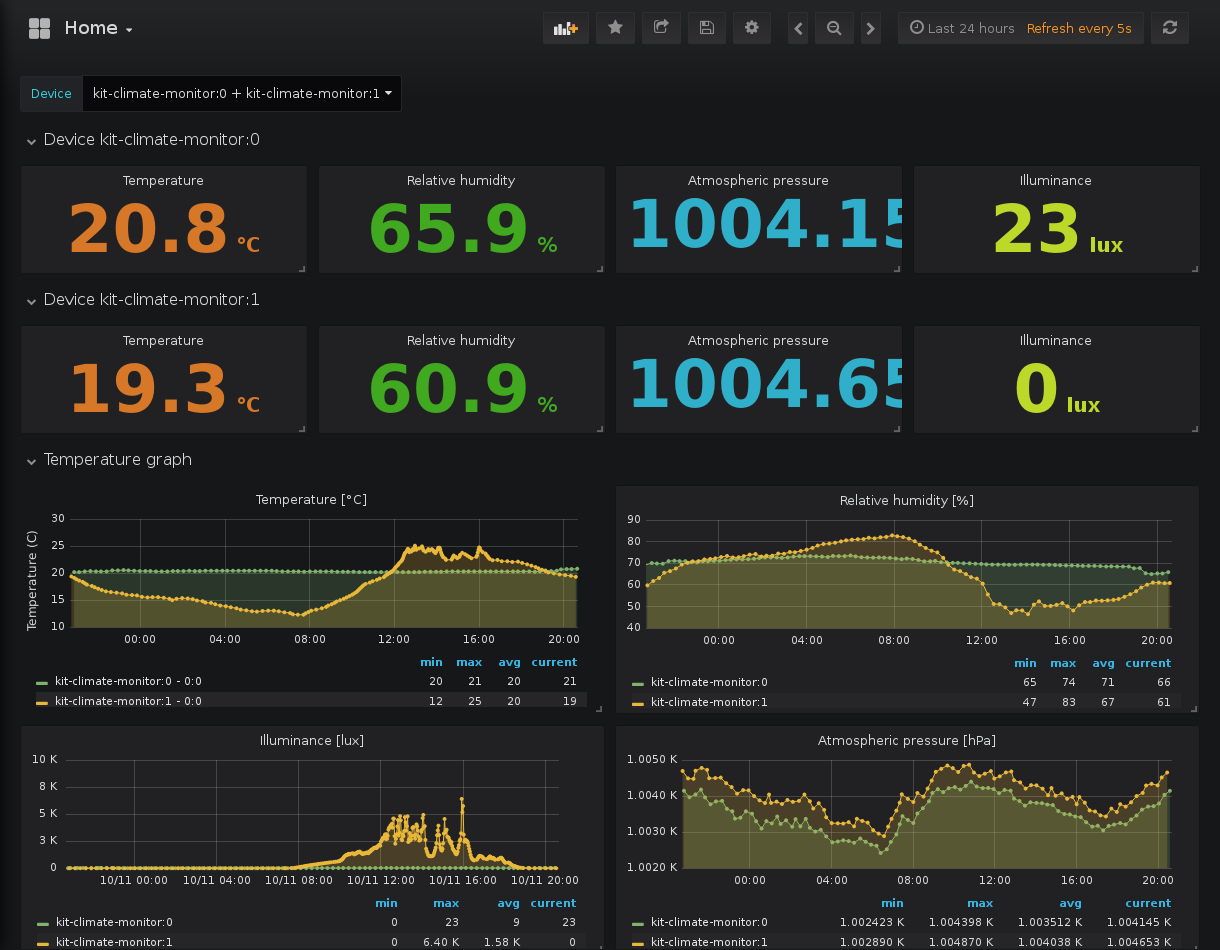 Home
Last 24 hours Refresh every 5s
Device kit-climate-monitor:0 + kit-climate-monitor:1
Device kit-climate-monitor:0
Temperature Relative humidity Atmospheric pressure Illuminance
20.8 °C 65.9 % 1004.15 23 lux
Device kit-climate-monitor:1
Temperature Relative humidity Atmospheric pressure Illuminance
19.3 °C 60.9 % 1004.65 0 lux
Temperature graph
Temperature [°C]
Temperature (C)
30
25
20
15
10
00:00 04:00 08:00 12:00 16:00 20:00
min max avg current
kit-climate-monitor:0 - 0:0 20 21 20 21
kit-climate-monitor:1 - 0:0 12 25 20 19
Relative humidity [%]
90
80
70
60
50
40
00:00 04:00 08:00 12:00 16:00 20:00
min max avg current
kit-climate-monitor:0 65 74 71 66
kit-climate-monitor:1 47 83 67 61
Illuminance [lux]
10 K
8 K
5 K
3 K
0
10/11 00:00 10/11 04:00 10/11 08:00 10/11 12:00 10/11 16:00 10/11 20:00
min max avg current
kit-climate-monitor:0 0 23 9 23
kit-climate-monitor:1 0 6.40 K 1.58 K 0
Atmospheric pressure [hPa]
1.0050 K
1.0040 K
1.0030 K
1.0020 K
00:00 04:00 08:00 12:00 16:00 20:00
min max avg current
kit-climate-monitor:0 1.002423 K 1.004398 K 1.003512 K 1.004145 K
kit-climate-monitor:1 1.002890 K 1.004870 K 1.004038 K 1.004653 K